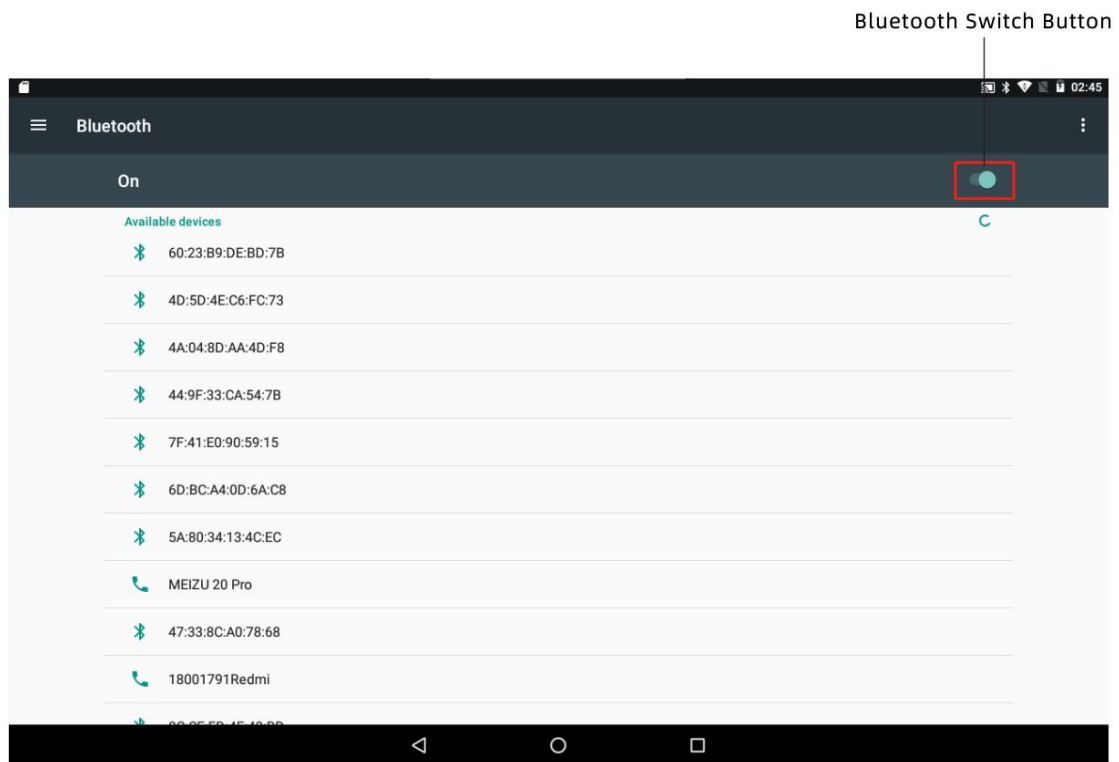 Bluetooth Switch Button
02:45
Bluetooth
On
Available devices
60:23:B9:DE:BD:7B
4D:5D:4E:C6:FC:73
4A:04:8D:AA:4D:F8
44:9F:33:CA:54:7B
7F:41:E0:90:59:15
6D:BC:A4:0D:6A:C8
5A:80:34:13:4C:EC
MEIZU 20 Pro
47:33:8C:A0:78:68
18001791Redmi